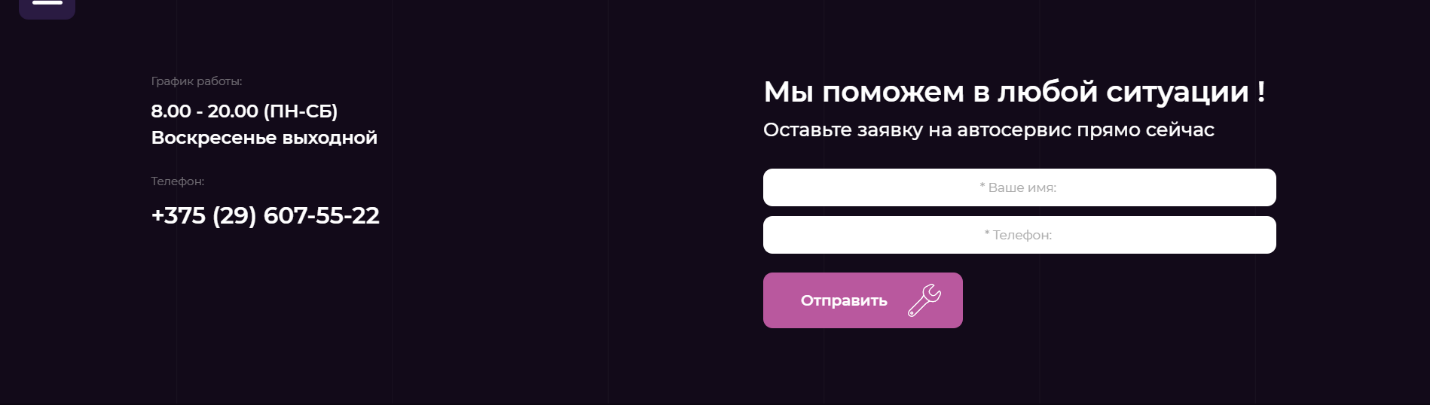 График работы:
8.00 - 20.00 (ПН-СБ)
Воскресенье выходной
Телефон:
+375 (29) 607-55-22
Мы поможем в любой ситуации !
Оставьте заявку на автосервис прямо сейчас
* Ваше имя:
* Телефон:
Отправить